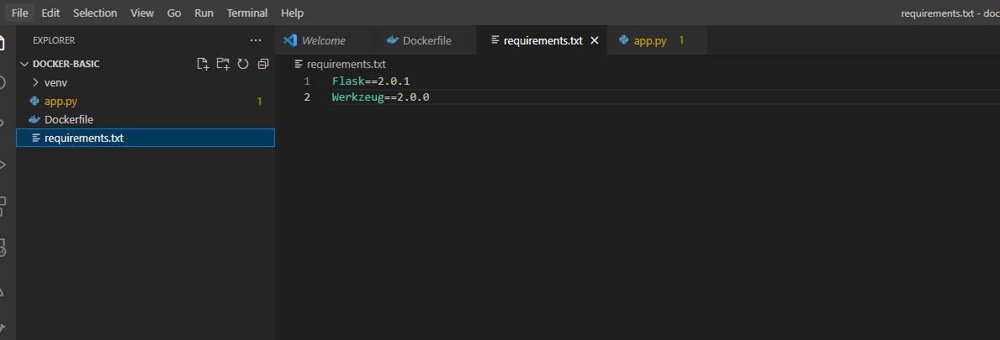 File Edit Selection View Go Run Terminal Help
requirements.txt - doc
EXPLORER
DOCKER-BASIC
venv
app.py 1
Dockerfile
requirements.txt
Welcome Dockerfile requirements.txt app.py 1
requirements.txt
1 Flask==2.0.1
2 Werkzeug==2.0.0